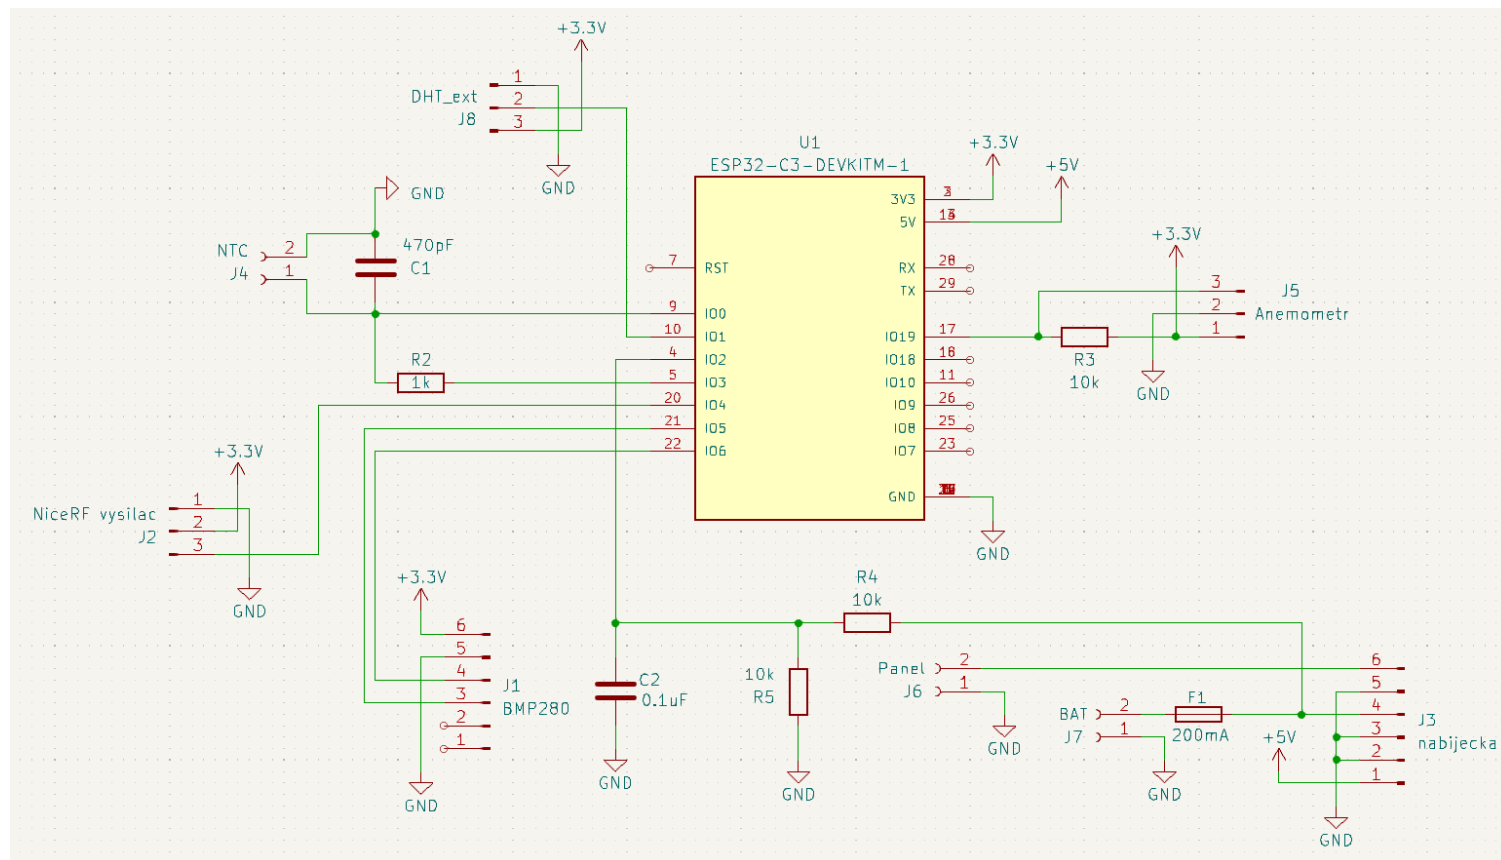 +3.3V
DHT_ext
J8
1
2
3
GND
U1
ESP32-C3-DEVKITM-1
+3.3V
+5V
GND
NTC
J4
2
1
470pF
C1
7
RST
9
IO0
10
IO1
4
IO2
5
IO3
20
IO4
21
IO5
22
IO6
3V3
5V
RX
28
TX
29
IO19
17
IO18
18
IO10
11
IO9
26
IO8
25
IO7
23
GND
GND
+3.3V
3
2
1
J5
Anemometr
R3
10k
GND
R2
1k
+3.3V
NiceRF vysilac
J2
1
2
3
GND
+3.3V
6
5
4
3
2
1
J1
BMP280
GND
R4
10k
C2
0.1uF
GND
10k
R5
GND
Panel
J6
2
1
GND
BAT
J7
2
1
F1
200mA
GND
+5V
6
5
4
3
2
1
J3
nabijecka
GND